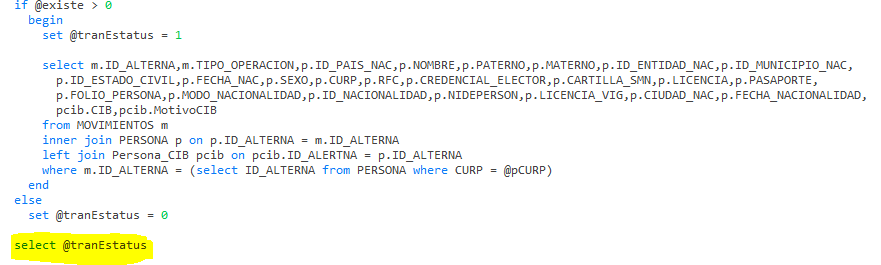 if @existe > 0
begin
set @tranEstatus = 1
select m.ID_ALTERNA,m.TIPO_OPERACION,p.ID_PAIS_NAC,p.NOMBRE,p.PATERNO,p.MATERNO,p.ID_ENTIDAD_NAC,p.ID_MUNICIPIO_NAC,
p.ID_ESTADO_CIVIL,p.FECHA_NAC,p.SEXO,p.CURP,p.RFC,p.CREDENCIAL_ELECTOR,p.CARTILLA_SMN,p.LICENCIA,p.PASAPORTE,
p.FOLIO_PERSONA,p.MODO_NACIONALIDAD,p.ID_NACIONALIDAD,p.NIDEPERSON,p.LICENCIA_VIG,p.CIUDAD_NAC,p.FECHA_NACIONALIDAD,
pcib.CIB,pcib.MotivoCIB
from MOVIMIENTOS m
inner join PERSONA p on p.ID_ALTERNA = m.ID_ALTERNA
left join Persona_CIB pcib on pcib.ID_ALERTNA = p.ID_ALTERNA
where m.ID_ALTERNA = (select ID_ALTERNA from PERSONA where CURP = @pCURP)
end
else
set @tranEstatus = 0
select @tranEstatus